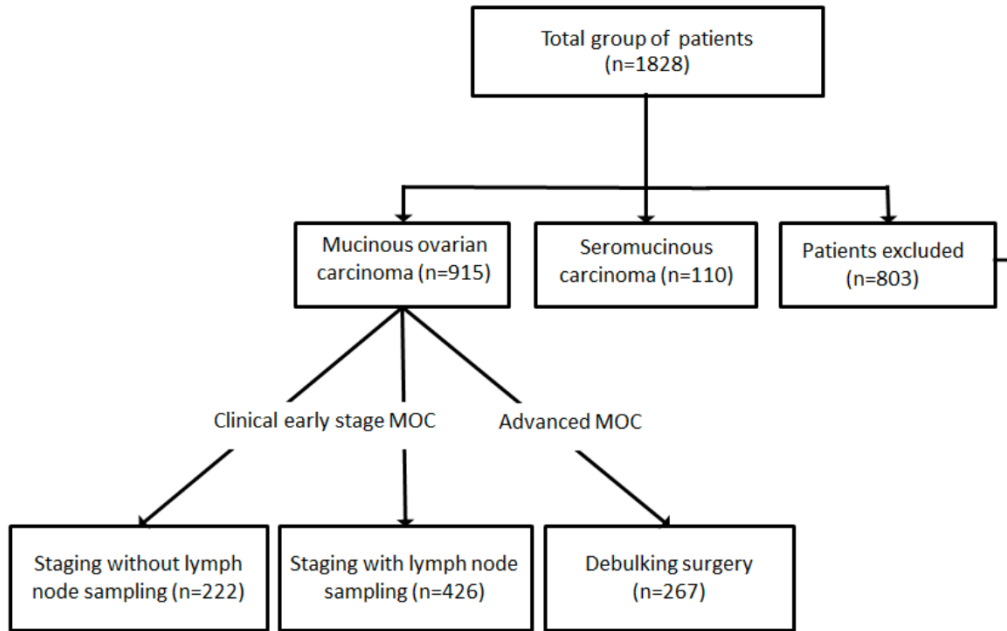 Total group of patients
(n=1828)
Mucinous ovarian
carcinoma (n=915)
Seromucinous
carcinoma (n=110)
Patients excluded
(n=803)
Clinical early stage MOC
Advanced MOC
Staging without lymph
node sampling (n=222)
Staging with lymph node
sampling (n=426)
Debulking surgery
(n=267)